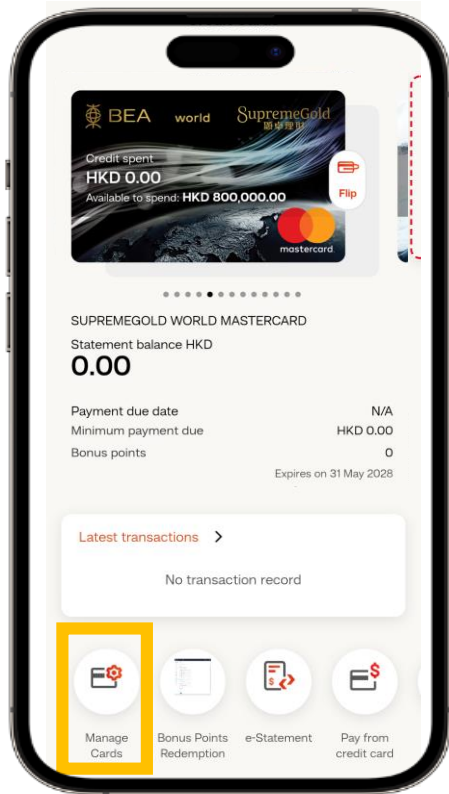 BEA world SupremeGold
顯卓理財
Credit spent
HKD 0.00
Available to spend: HKD 800,000.00
Flip
mastercard
SUPREMEGOLD WORLD MASTERCARD
Statement balance HKD
0.00
Payment due date N/A
Minimum payment due HKD 0.00
Bonus points 0
Expires on 31 May 2028
Latest transactions >
No transaction record
Manage Cards
Bonus Points Redemption
e-Statement
Pay from credit card